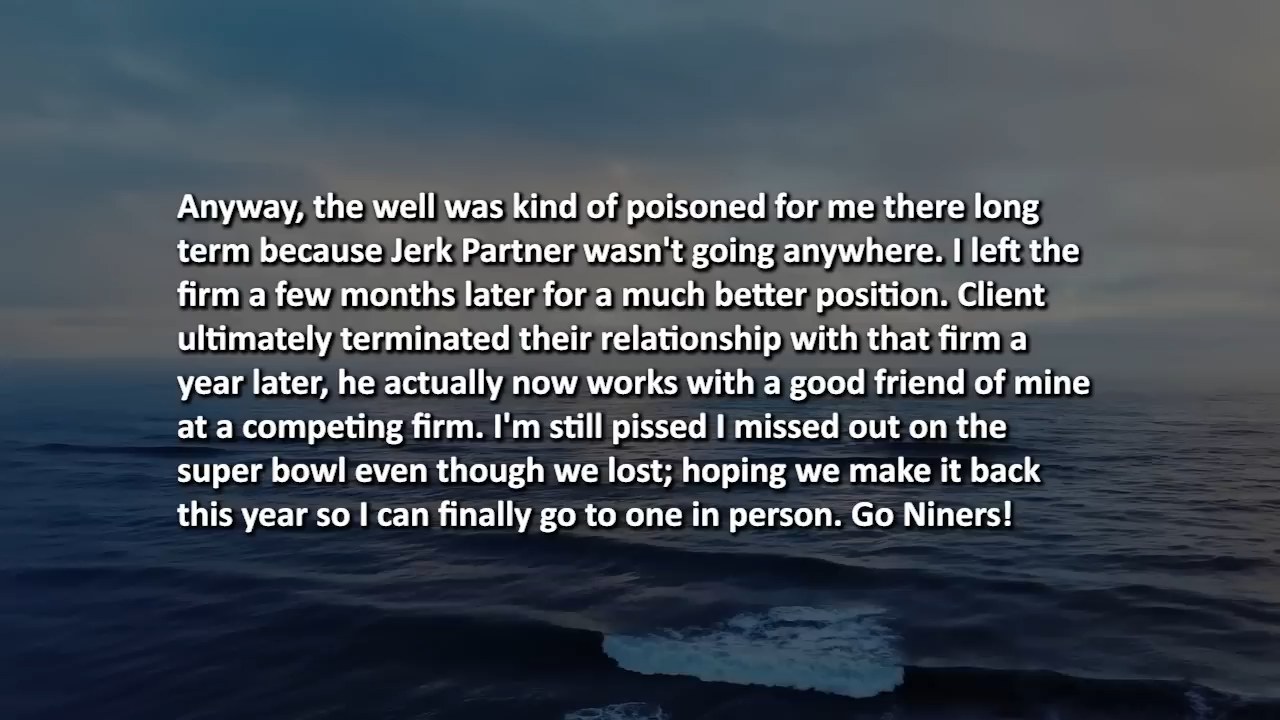 Anyway, the well was kind of poisoned for me there long
term because Jerk Partner wasn't going anywhere. I left the
firm a few months later for a much better position. Client
ultimately terminated their relationship with that firm a
year later, he actually now works with a good friend of mine
at a competing firm. I'm still pissed I missed out on the
super bowl even though we lost; hoping we make it back
this year so I can finally go to one in person. Go Niners!